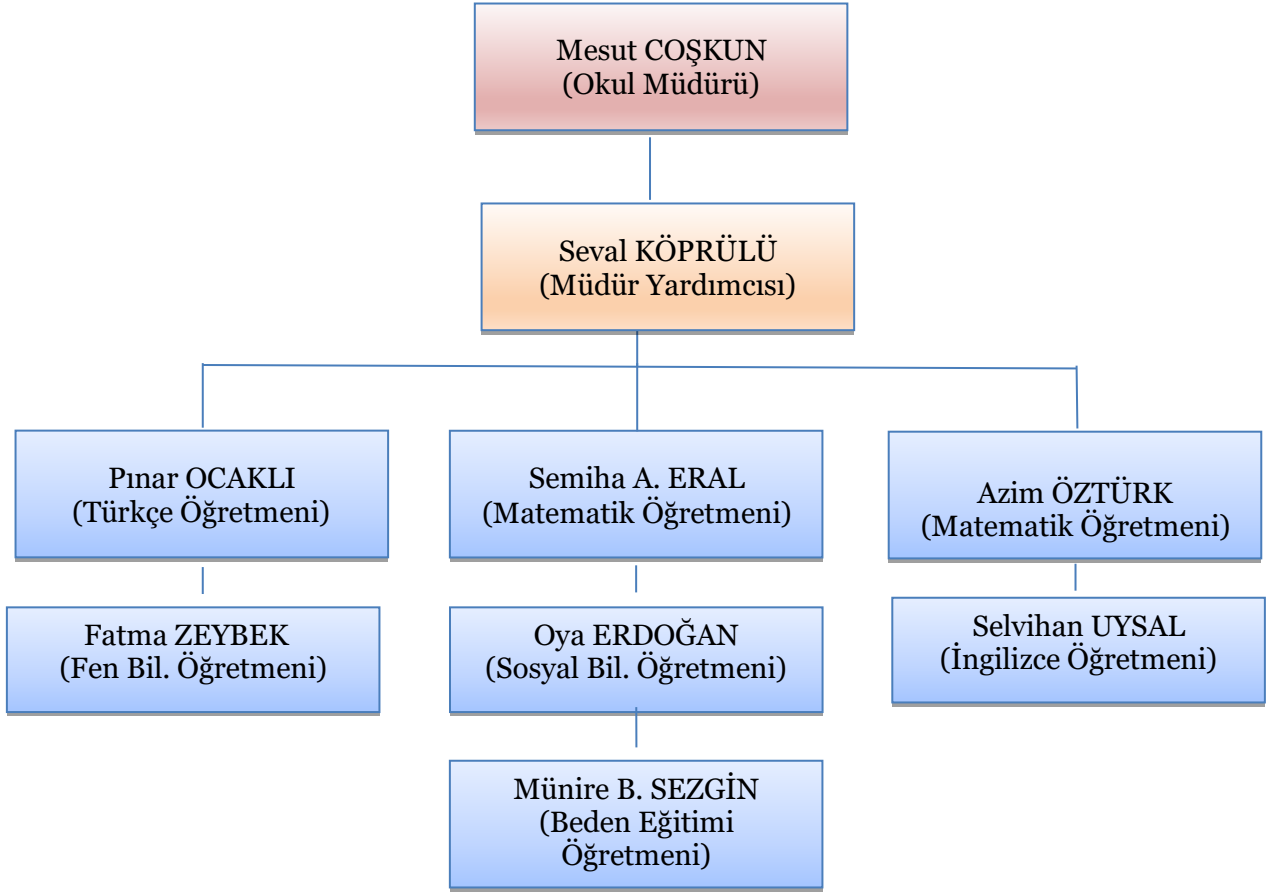 Mesut COŞKUN
(Okul Müdürü)
Seval KÖPRÜLÜ
(Müdür Yardımcısı)
Pınar OCAKLI
(Türkçe Öğretmeni)
Semiha A. ERAL
(Matematik Öğretmeni)
Azim ÖZTÜRK
(Matematik Öğretmeni)
Fatma ZEYBEK
(Fen Bil. Öğretmeni)
Oya ERDOĞAN
(Sosyal Bil. Öğretmeni)
Selvihan UYSAL
(İngilizce Öğretmeni)
Münire B. SEZGİN
(Beden Eğitimi
Öğretmeni)